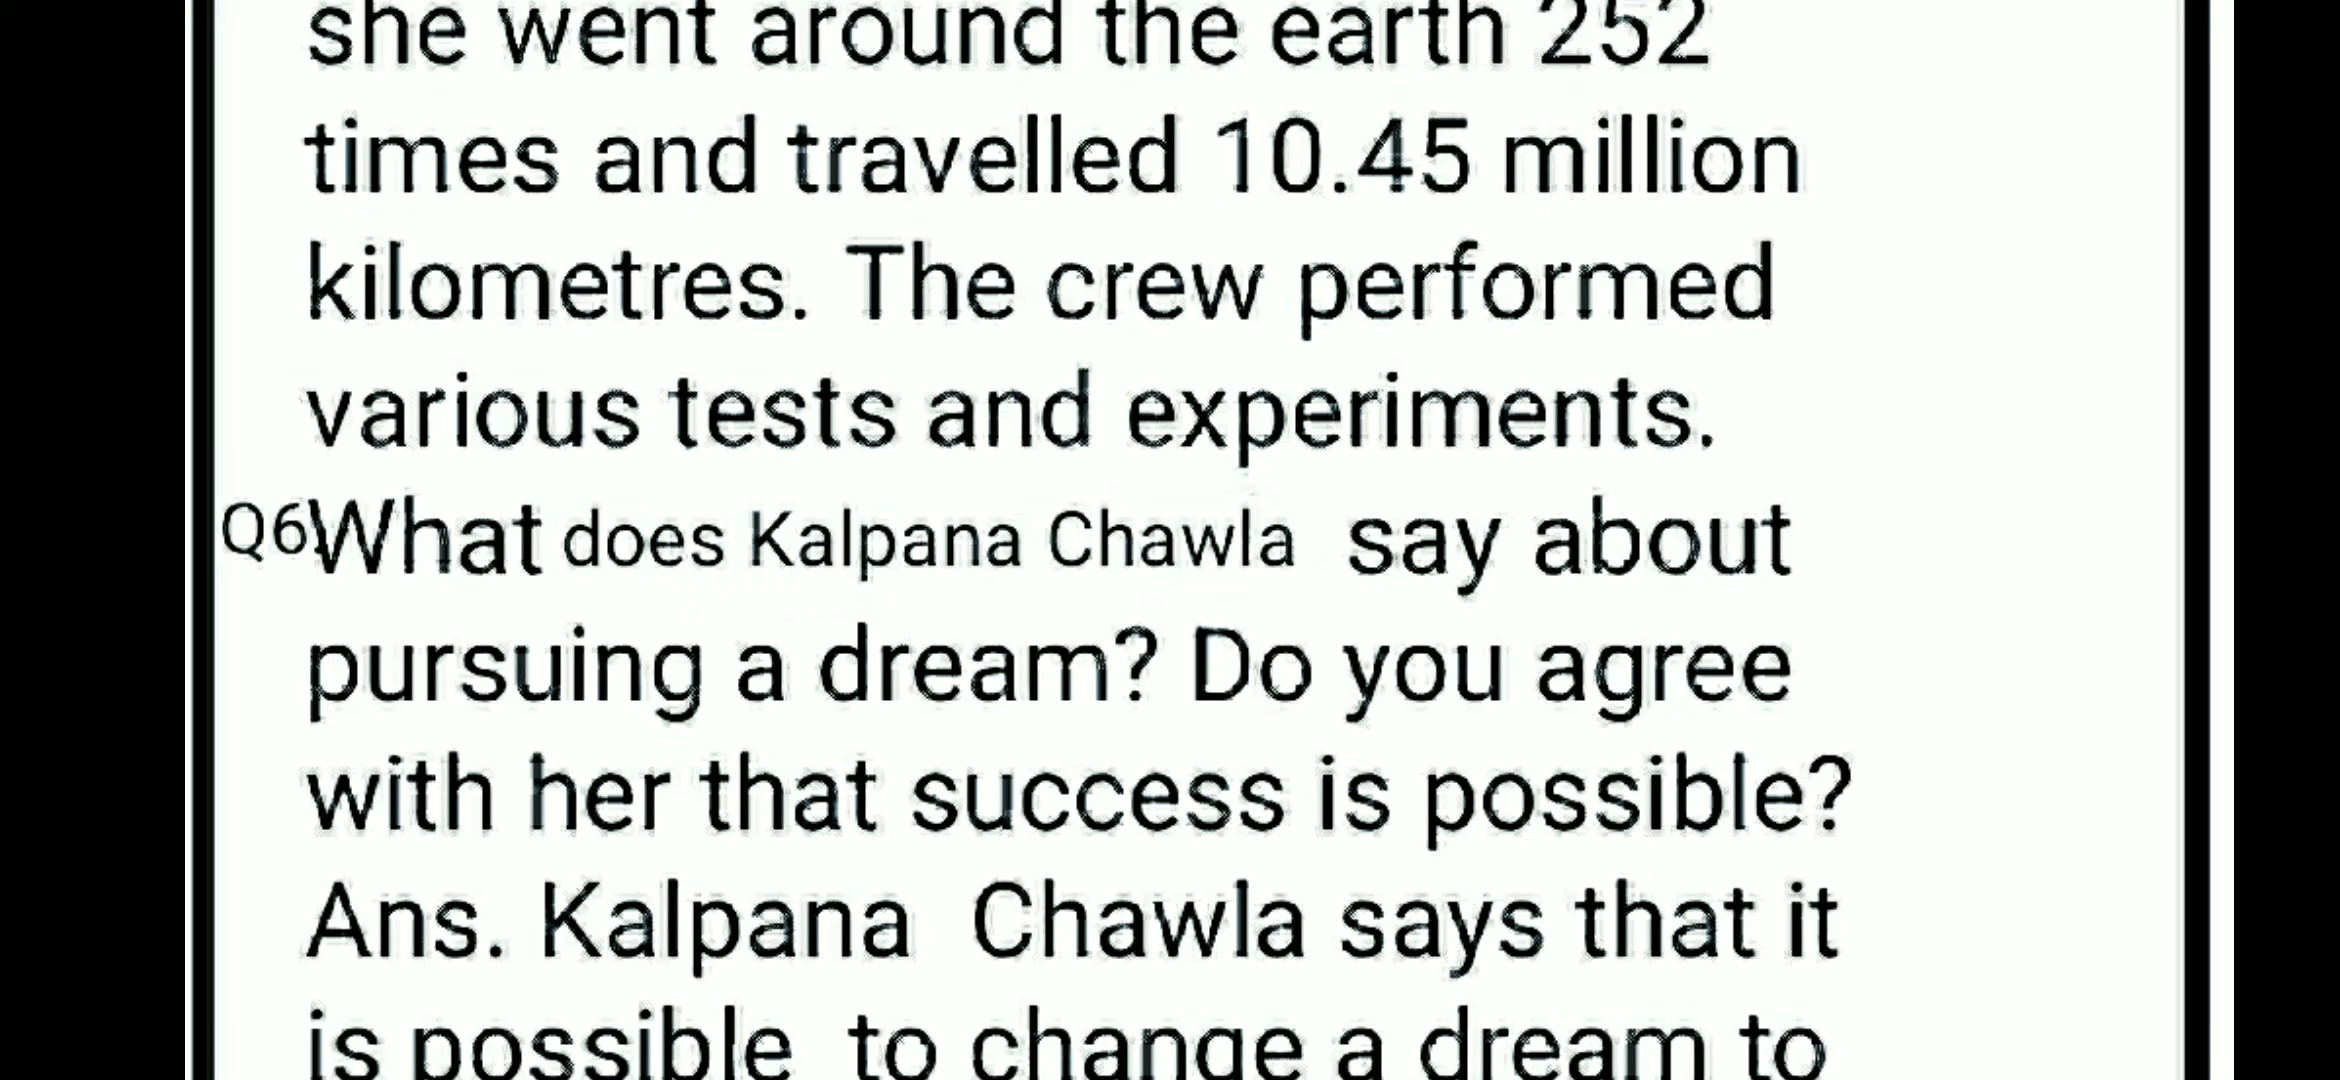 she went around the earth 252
times and travelled 10.45 million
kilometres. The crew performed
various tests and experiments.
Q6.What does Kalpana Chawla say about
pursuing a dream? Do you agree
with her that success is possible?
Ans. Kalpana Chawla says that it
is possible to change a dream to